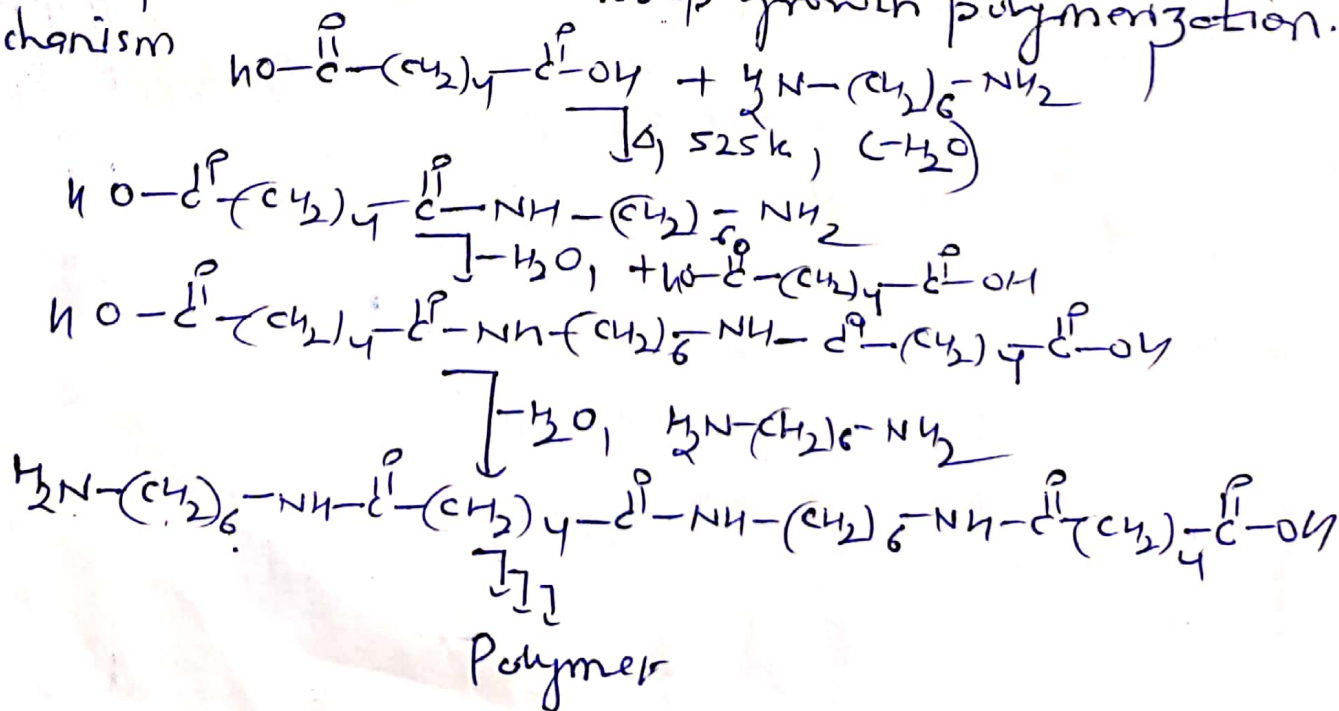 chanism growth polymerization.
HO-C(=O)-(CH2)4-C(=O)-OH + H2N-(CH2)6-NH2
Δ, 525k, (-H2O)
HO-C(=O)-(CH2)4-C(=O)-NH-(CH2)6-NH2
-H2O, +HO-C(=O)-(CH2)4-C(=O)-OH
HO-C(=O)-(CH2)4-C(=O)-NH-(CH2)6-NH-C(=O)-(CH2)4-C(=O)-OH
-H2O, H2N-(CH2)6-NH2
H2N-(CH2)6-NH-C(=O)-(CH2)4-C(=O)-NH-(CH2)6-NH-C(=O)-(CH2)4-C(=O)-OH
Polymer